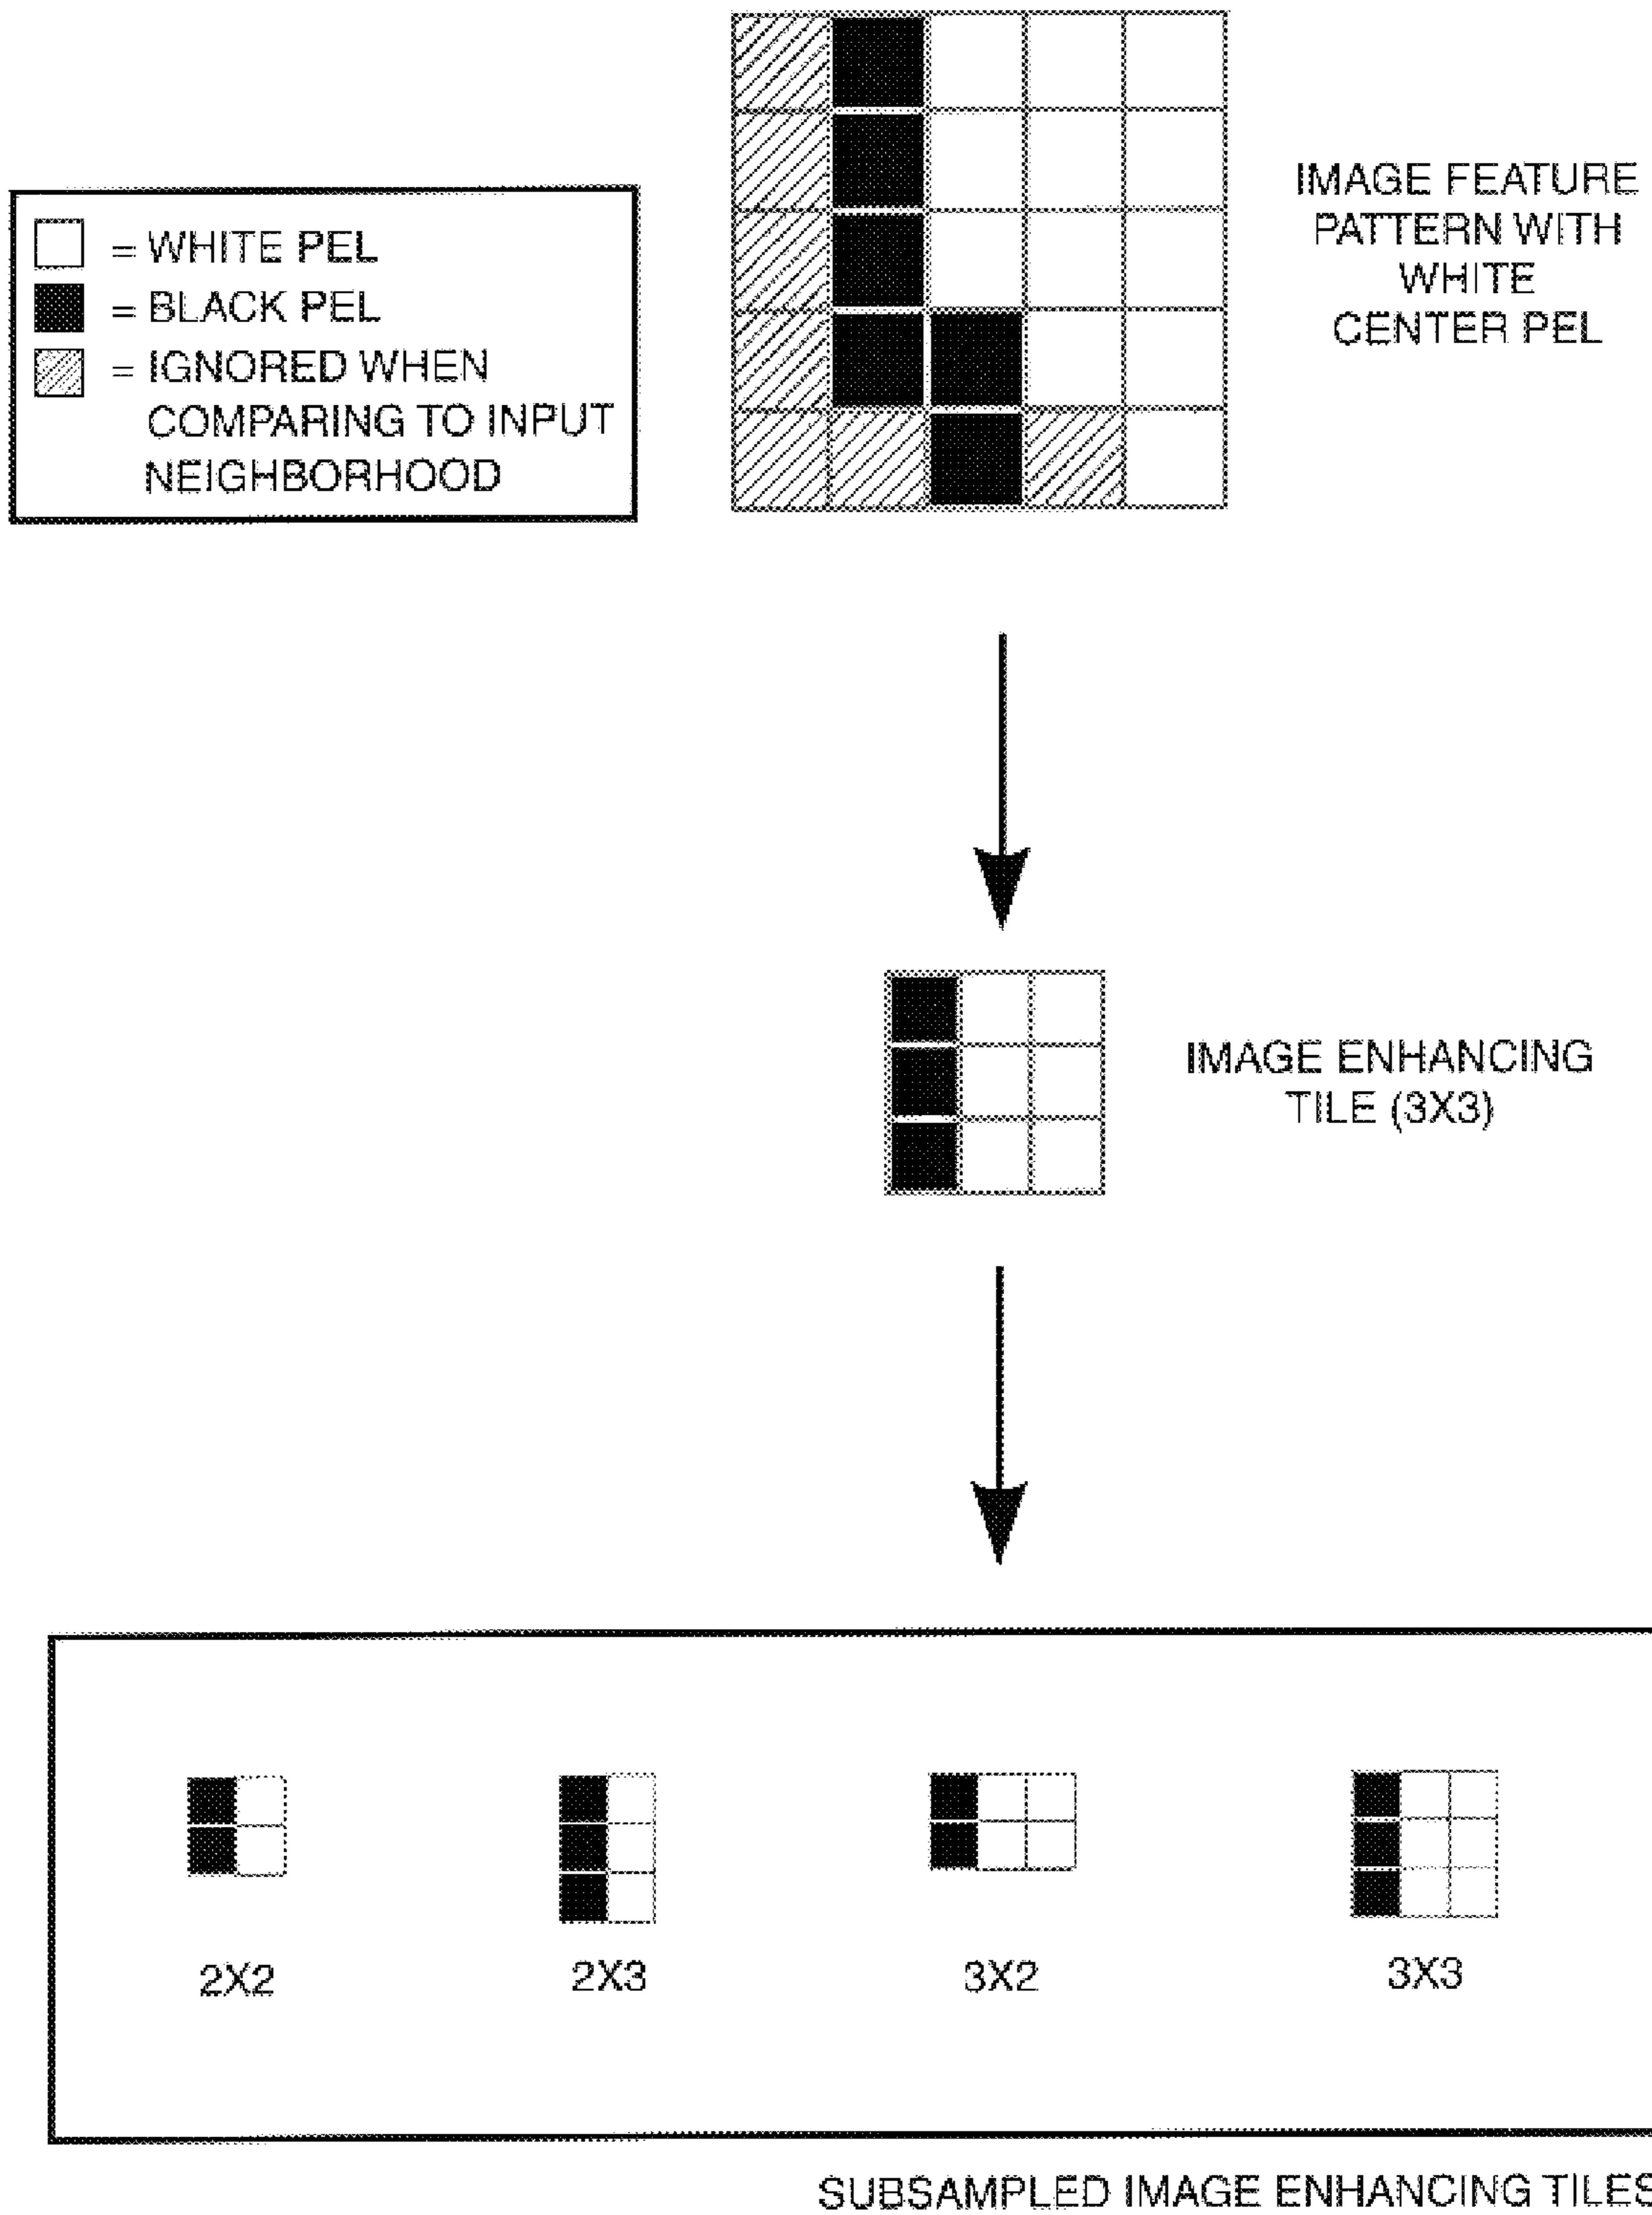 = WHITE PEL
= BLACK PEL
= IGNORED WHEN
COMPARING TO INPUT
NEIGHBORHOOD
IMAGE FEATURE
PATTERN WITH
WHITE
CENTER PEL
IMAGE ENHANCING
TILE (3X3)
2X2
2X3
3X2
3X3
SUBSAMPLED IMAGE ENHANCING TILES